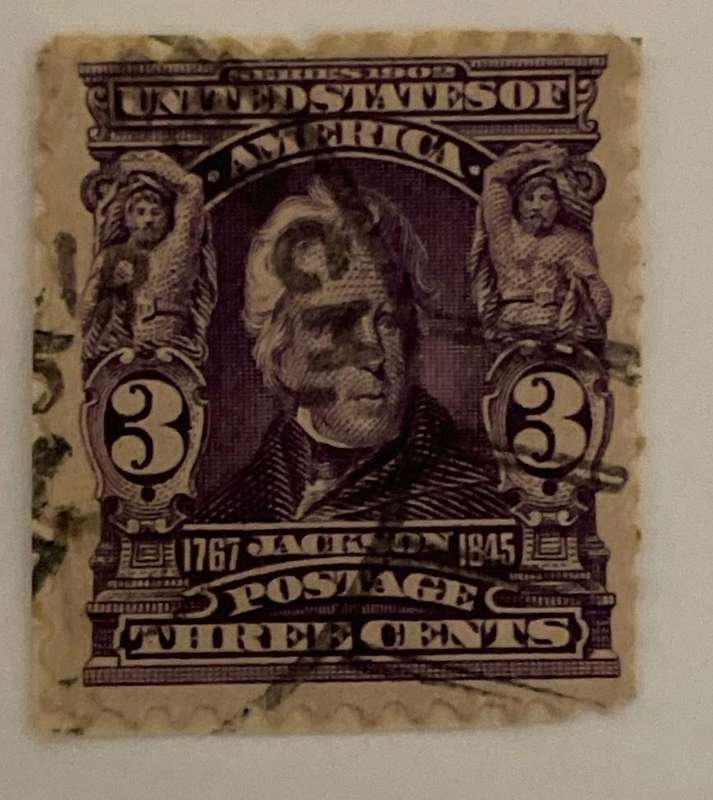 SERIES 1902
UNITED STATES OF
AMERICA
3 3
1767 JACKSON 1845
POSTAGE
THREE CENTS